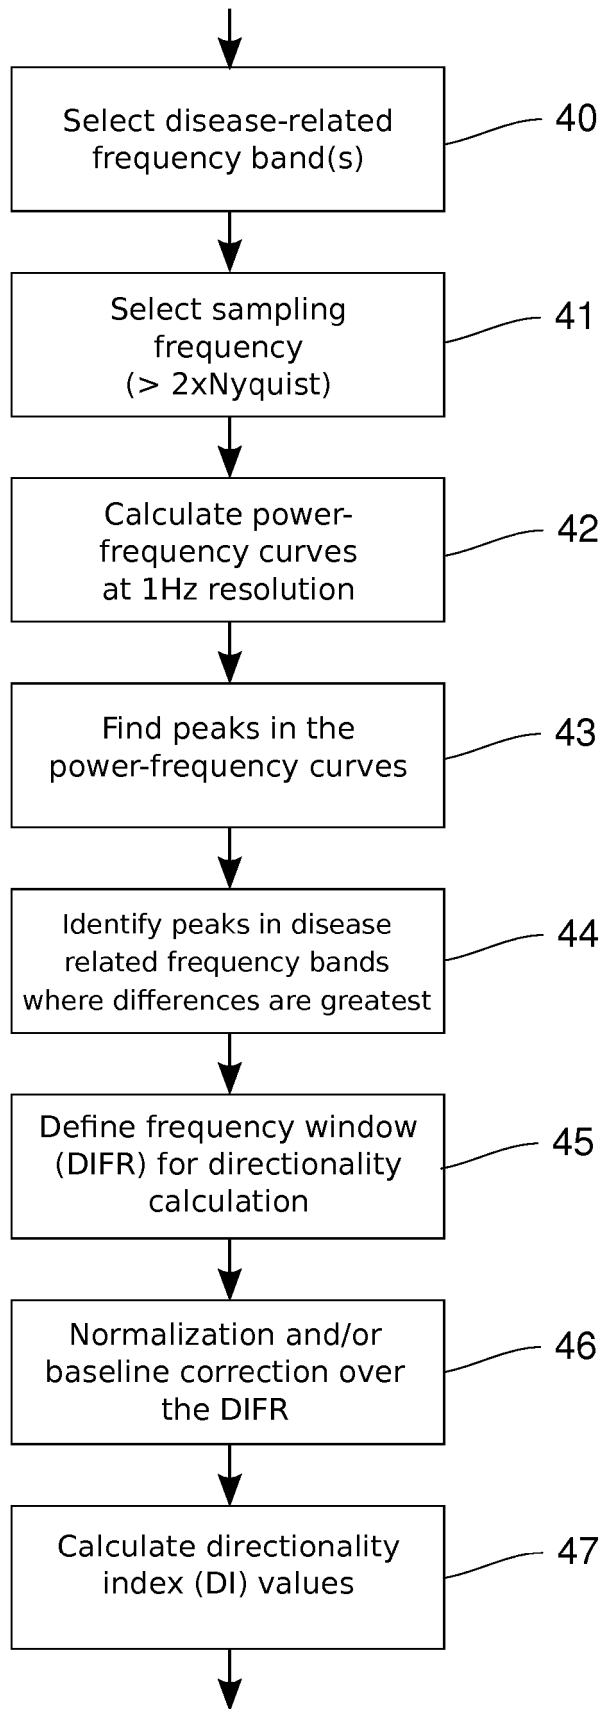 Select disease-related
frequency band(s)
40
Select sampling
frequency
(> 2xNyquist)
41
Calculate power-
frequency curves
at 1Hz resolution
42
Find peaks in the
power-frequency curves
43
Identify peaks in disease
related frequency bands
where differences are greatest
44
Define frequency window
(DIFR) for directionality
calculation
45
Normalization and/or
baseline correction over
the DIFR
46
Calculate directionality
index (DI) values
47